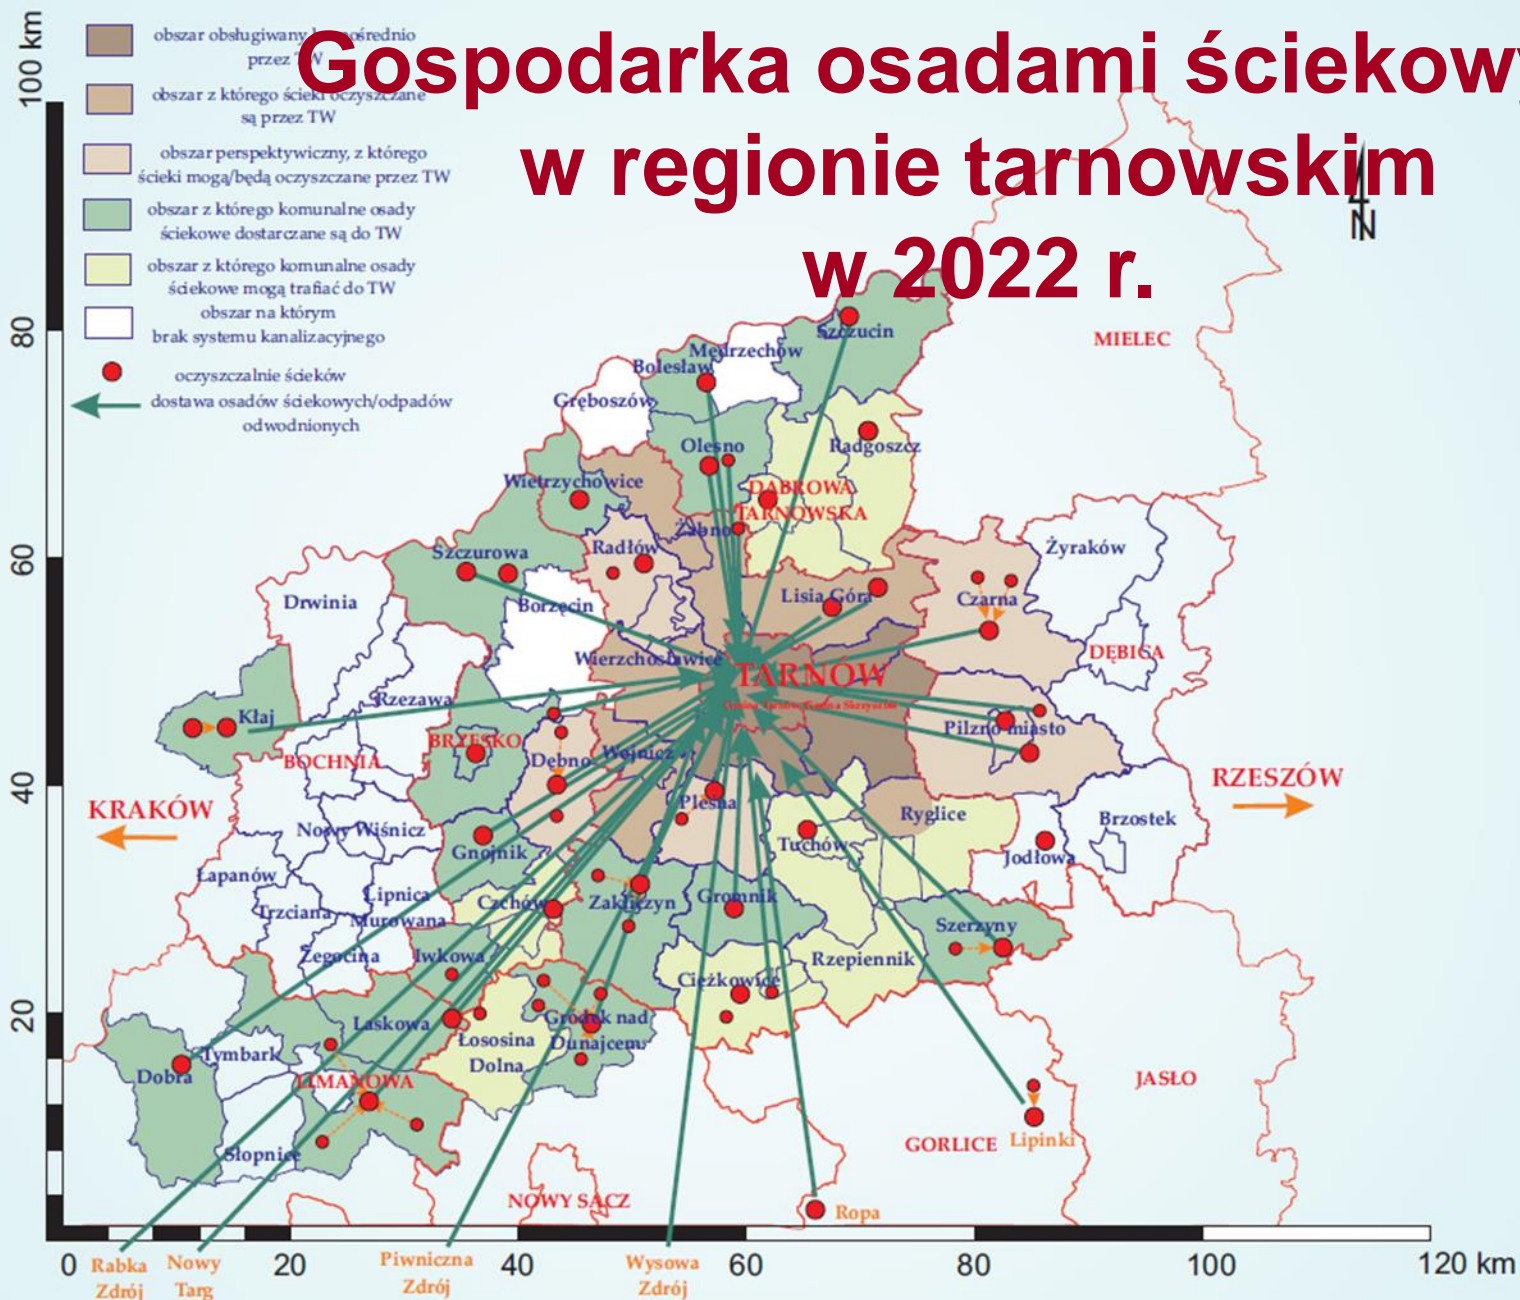 Gospodarka osadami ściekowy
w regionie tarnowskim
w 2022 r.
100 km
80
60
40
20
obszar obsługiwany
przez TW
obszar z którego ścieki oczyszczane
są przez TW
obszar perspektywiczny, z którego
ścieki mogą/będą oczyszczane przez TW
obszar z którego komunalne osady
ściekowe dostarczane są do TW
obszar z którego komunalne osady
ściekowe mogą trafiać do TW
obszar na którym
brak systemu kanalizacyjnego
oczyszczalnie ścieków
dostawa osadów ściekowych/odpadów
odwodnionych
N
Szczucin
MIELEC
Mędrzechów
Bolesław
Gręboszów
Olesno
Radgoszcz
Wietrzychowice
DĄBROWA
TARNOWSKA
Żabno
Szczurowa
Radłów
Żyraków
Drwinia
Borzęcin
Lisia Góra
Czarna
DĘBICA
Wierzchosławice
TARNÓW
Gmina Tarnów, Gmina Skrzyszów
Rzezawa
Kłaj
Pilzno miasto
BRZESKO
BOCHNIA
Dębno
Wojnicz
KRAKÓW
RZESZÓW
Pleśna
Ryglice
Brzostek
Nowy Wiśnicz
Gnojnik
Tuchów
Jodłowa
Łapanów
Lipnica
Murowana
Czchów
Zakliczyn
Gromnik
Trzciana
Szerzyny
Żegocina
Iwkowa
Rzepiennik
Ciężkowice
Laskowa
Gródek nad
Dunajcem
Łososina
Dolna
Tymbark
Dobra
LIMANOWA
JASŁO
Słopnice
GORLICE
Lipinki
NOWY SĄCZ
Ropa
0
20
40
60
80
100
120 km
Rabka
Zdrój
Nowy
Targ
Piwniczna
Zdrój
Wysowa
Zdrój